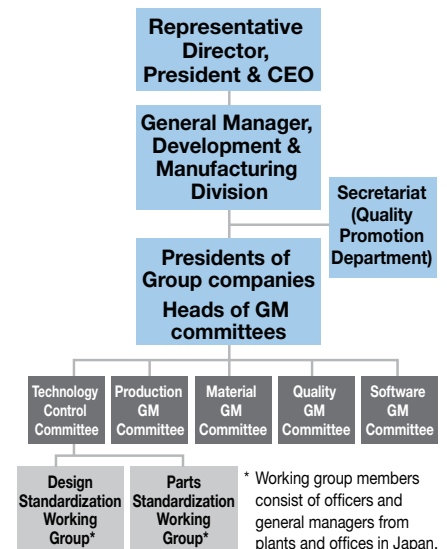 Representative
Director,
President & CEO
General Manager,
Development &
Manufacturing
Division
Secretariat
(Quality
Promotion
Department)
Presidents of
Group companies
Heads of GM
committees
Technology
Control
Committee
Production
GM
Committee
Material
GM
Committee
Quality
GM
Committee
Software
GM
Committee
Design
Standardization
Working
Group*
Parts
Standardization
Working
Group*
* Working group members
consist of officers and
general managers from
plants and offices in Japan.